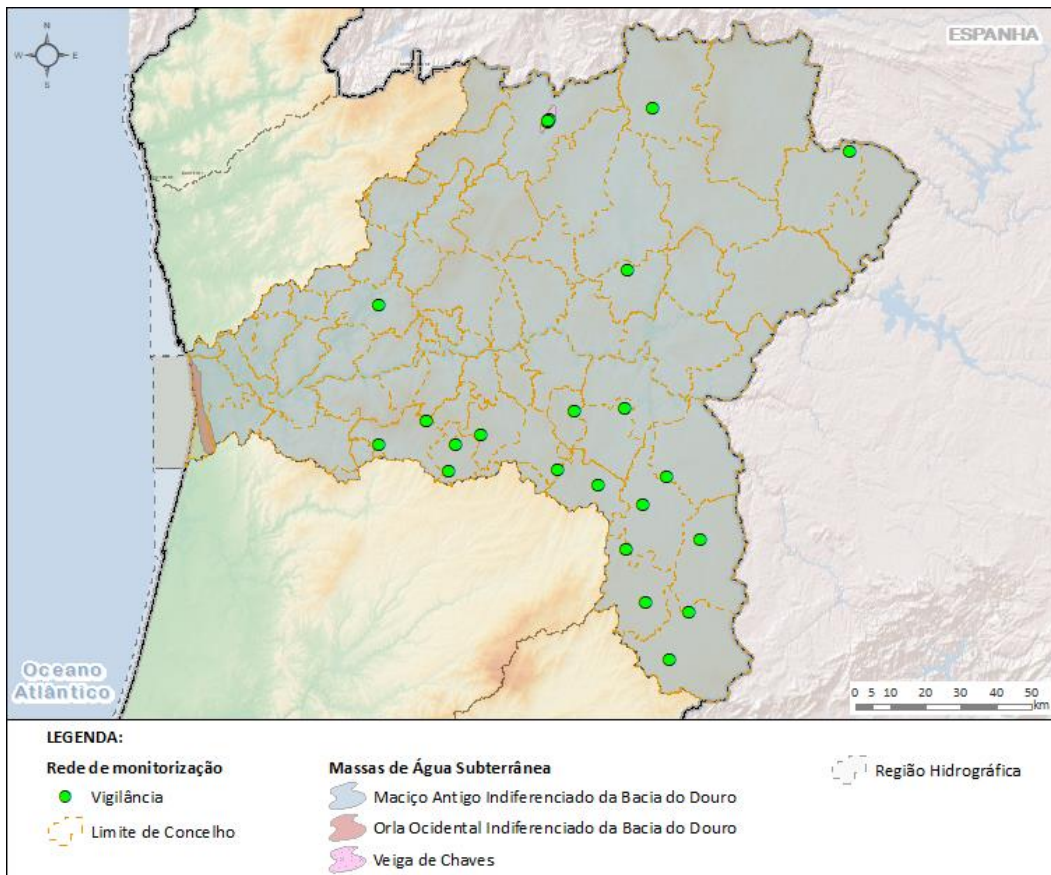 N
W E
S
ESPANHA
Oceano
Atlântico
0 5 10 20 30 40 50
km
LEGENDA:
Rede de monitorização
Vigilância
Limite de Concelho
Massas de Água Subterrânea
Maciço Antigo Indiferenciado da Bacia do Douro
Orla Ocidental Indiferenciado da Bacia do Douro
Veiga de Chaves
Região Hidrográfica